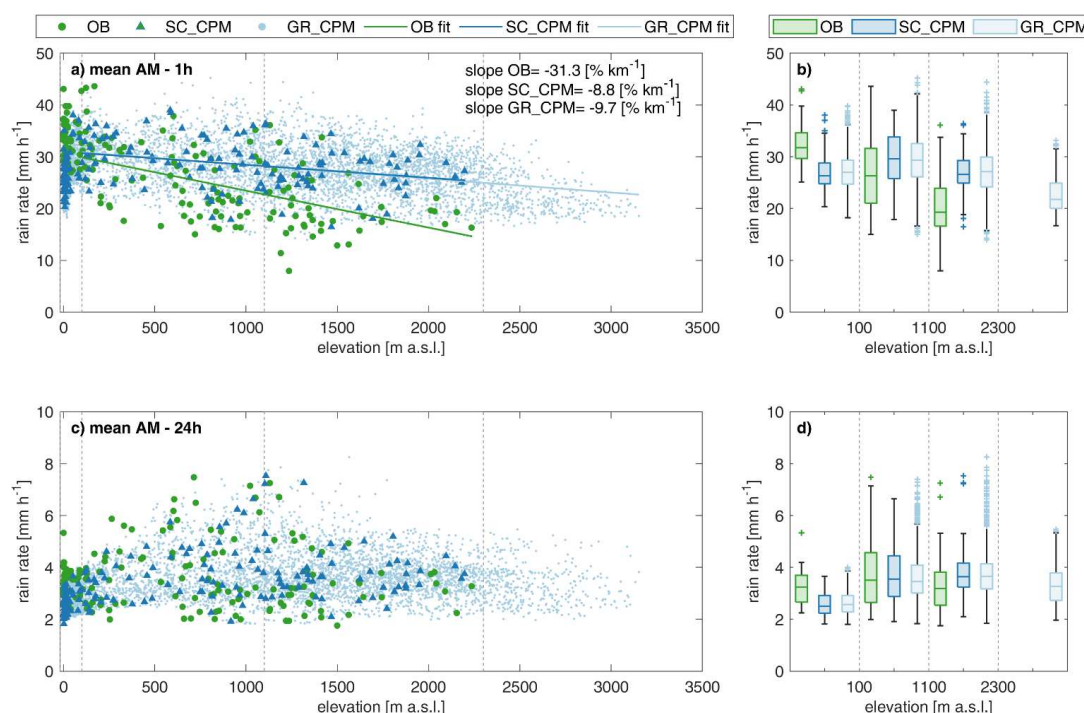 OB SC_CPM GR_CPM OB fit SC_CPM fit GR_CPM fit
OB SC_CPM GR_CPM
a) mean AM - 1h
slope OB= -31.3 [% km⁻¹]
slope SC_CPM= -8.8 [% km⁻¹]
slope GR_CPM= -9.7 [% km⁻¹]
50
40
30
20
10
0
rain rate [mm h⁻¹]
0 500 1000 1500 2000 2500 3000 3500
elevation [m a.s.l.]
b)
50
40
30
20
10
0
rain rate [mm h⁻¹]
100 1100 2300
elevation [m a.s.l.]
c) mean AM - 24h
10
8
6
4
2
0
rain rate [mm h⁻¹]
0 500 1000 1500 2000 2500 3000 3500
elevation [m a.s.l.]
d)
10
8
6
4
2
0
rain rate [mm h⁻¹]
100 1100 2300
elevation [m a.s.l.]